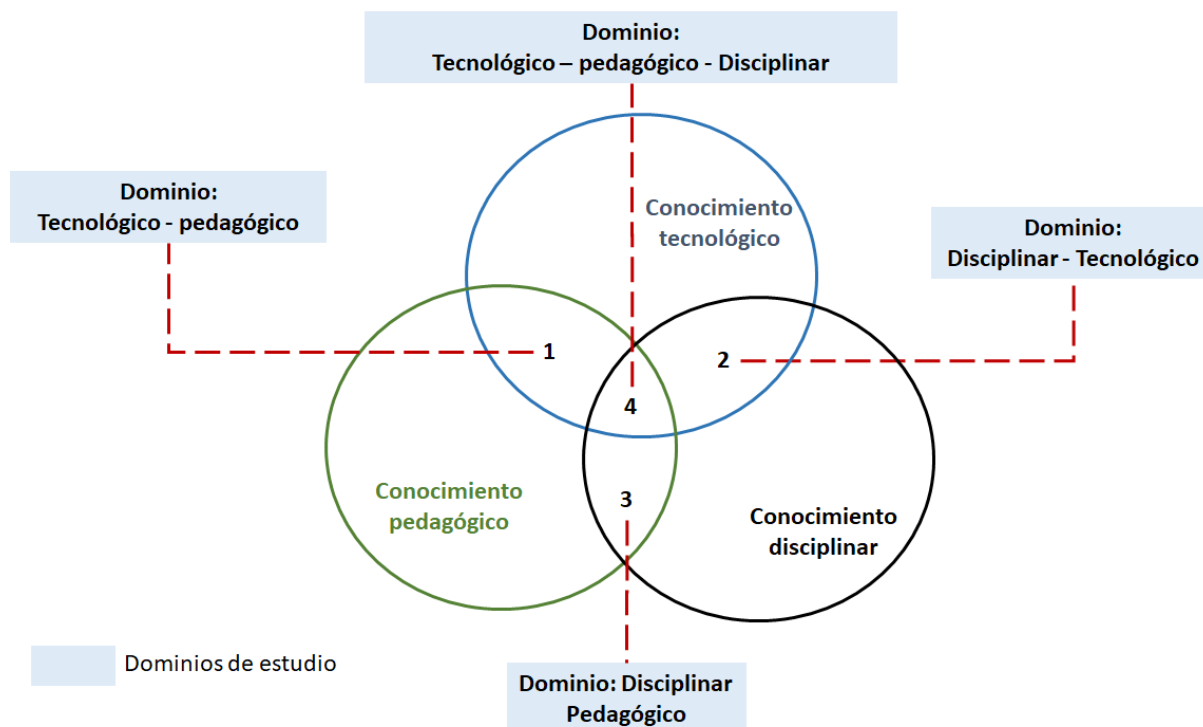 Dominio:
Tecnológico – pedagógico - Disciplinar
Dominio:
Tecnológico - pedagógico
Conocimiento
tecnológico
Dominio:
Disciplinar - Tecnológico
1
2
4
Conocimiento
pedagógico
3
Conocimiento
disciplinar
Dominios de estudio
Dominio: Disciplinar
Pedagógico